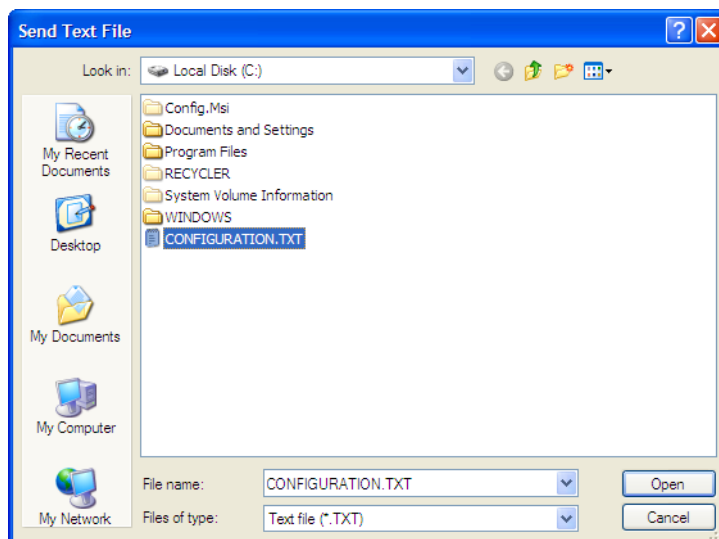 Send Text File
Look in: Local Disk (C:)
My Recent
Documents
Desktop
My Documents
My Computer
My Network
Config.Msi
Documents and Settings
Program Files
RECYCLER
System Volume Information
WINDOWS
CONFIGURATION.TXT
File name: CONFIGURATION.TXT Open
Files of type: Text file (*.TXT) Cancel